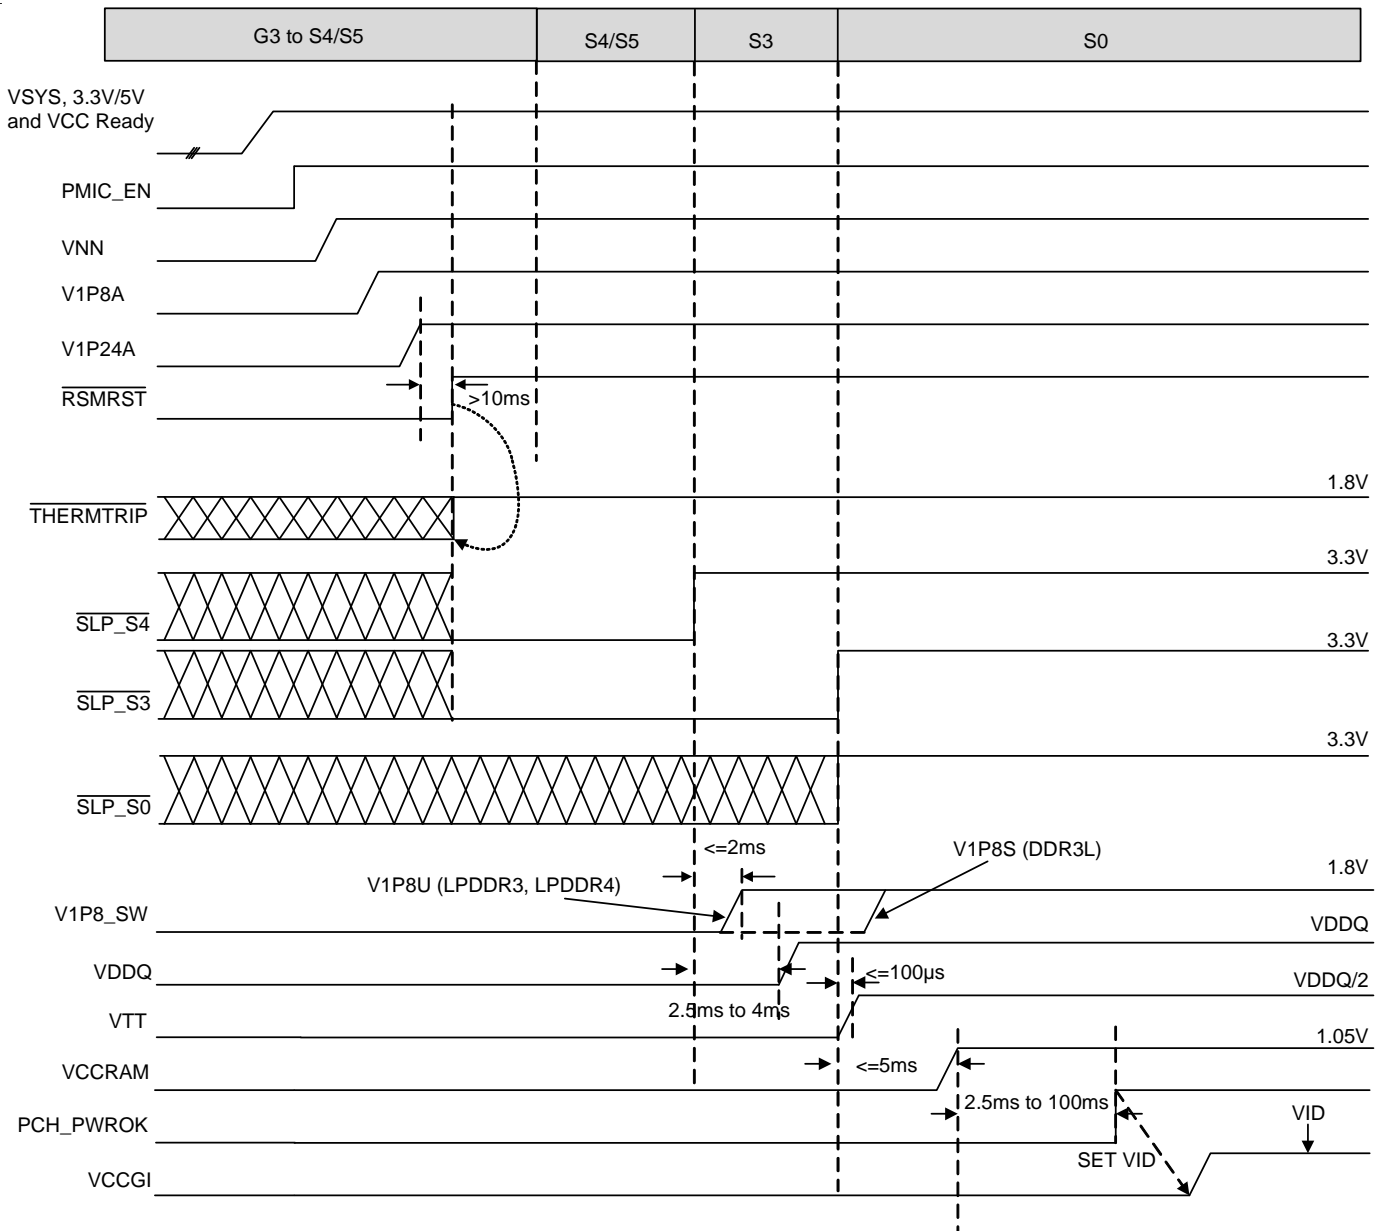 G3 to S4/S5
S4/S5
S3
S0
VSYS, 3.3V/5V
and VCC Ready
PMIC_EN
VNN
V1P8A
V1P24A
RSMRST
>10ms
1.8V
THERMTRIP
3.3V
SLP_S4
3.3V
SLP_S3
3.3V
SLP_S0
<=2ms
V1P8S (DDR3L)
1.8V
V1P8U (LPDDR3, LPDDR4)
V1P8_SW
VDDQ
VDDQ
<=100µs
VDDQ/2
2.5ms to 4ms
VTT
1.05V
<=5ms
VCCRAM
2.5ms to 100ms
VID
PCH_PWROK
SET VID
VCCGI